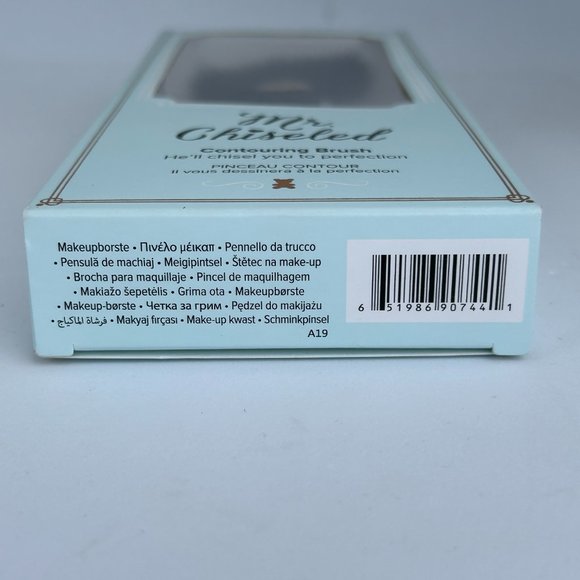 Mr.
Chiseled
Contouring Brush
He'll chisel you to perfection
PINCEAU CONTOUR
Il vous dessinera à la perfection
Makeupborste • Πινέλο μέικαπ • Pennello da trucco
• Pensulă de machiaj • Meigipintsel • Štětec na make-up
• Brocha para maquillaje • Pincel de maquilhagem
• Makiažo šepetėlis • Grima ota • Makeupbørste
• Makeup-børste • Четка за грим • Pędzel do makijażu
• فرشاة الماكياج • Makyaj fırçası • Make-up kwast • Schminkpinsel
A19
6 51986 90744 1